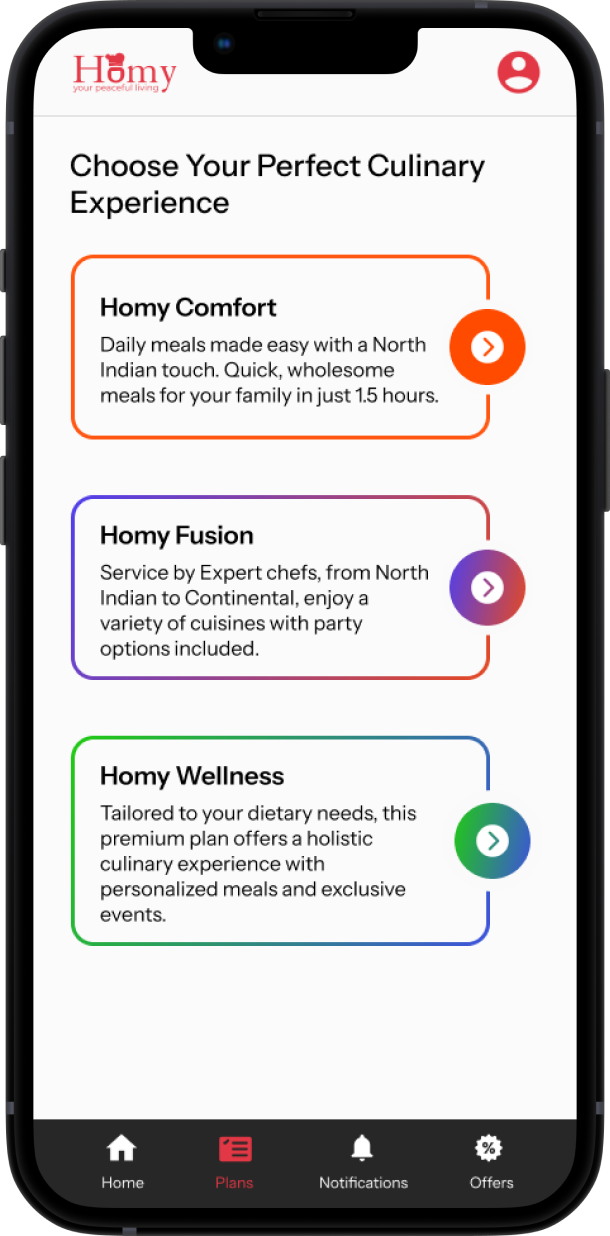 Homy
your peaceful living
Choose Your Perfect Culinary
Experience
Homy Comfort
Daily meals made easy with a North
Indian touch. Quick, wholesome
meals for your family in just 1.5 hours.
Homy Fusion
Service by Expert chefs, from North
Indian to Continental, enjoy a
variety of cuisines with party
options included.
Homy Wellness
Tailored to your dietary needs, this
premium plan offers a holistic
culinary experience with
personalized meals and exclusive
events.
Home Plans Notifications Offers